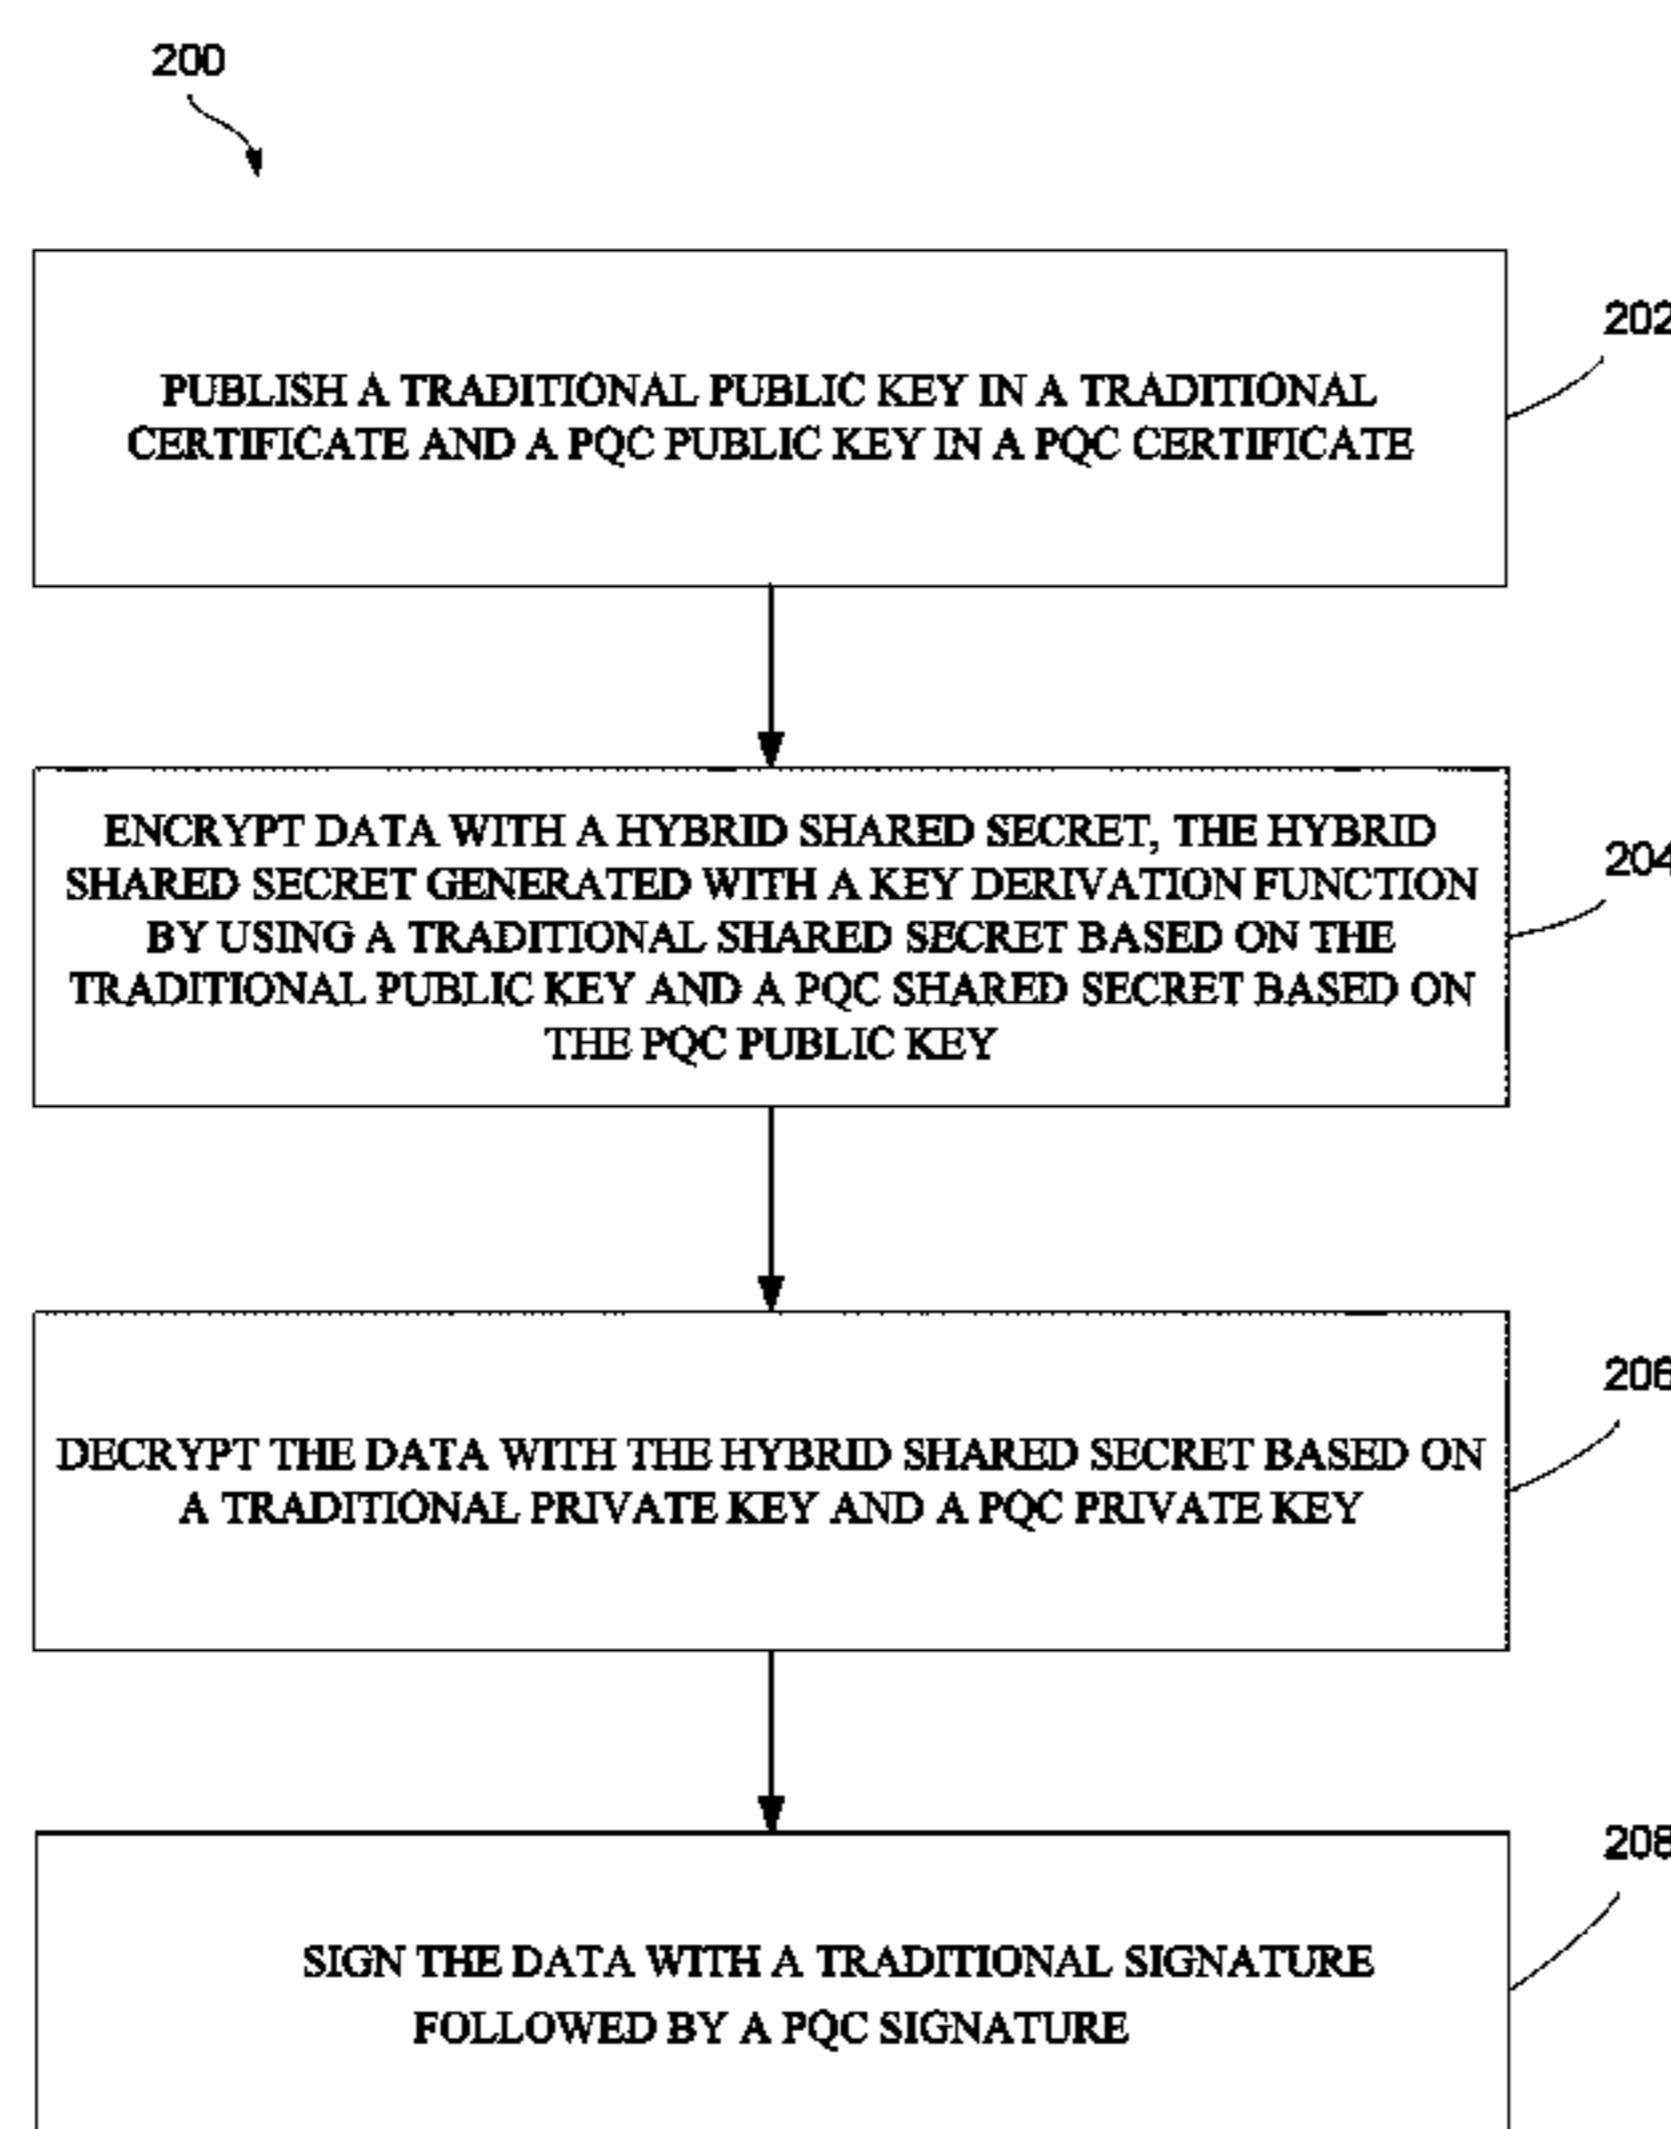 200
PUBLISH A TRADITIONAL PUBLIC KEY IN A TRADITIONAL
CERTIFICATE AND A PQC PUBLIC KEY IN A PQC CERTIFICATE
202
ENCRYPT DATA WITH A HYBRID SHARED SECRET, THE HYBRID
SHARED SECRET GENERATED WITH A KEY DERIVATION FUNCTION
BY USING A TRADITIONAL SHARED SECRET BASED ON THE
TRADITIONAL PUBLIC KEY AND A PQC SHARED SECRET BASED ON
THE PQC PUBLIC KEY
204
DECRYPT THE DATA WITH THE HYBRID SHARED SECRET BASED ON
A TRADITIONAL PRIVATE KEY AND A PQC PRIVATE KEY
206
SIGN THE DATA WITH A TRADITIONAL SIGNATURE
FOLLOWED BY A PQC SIGNATURE
208